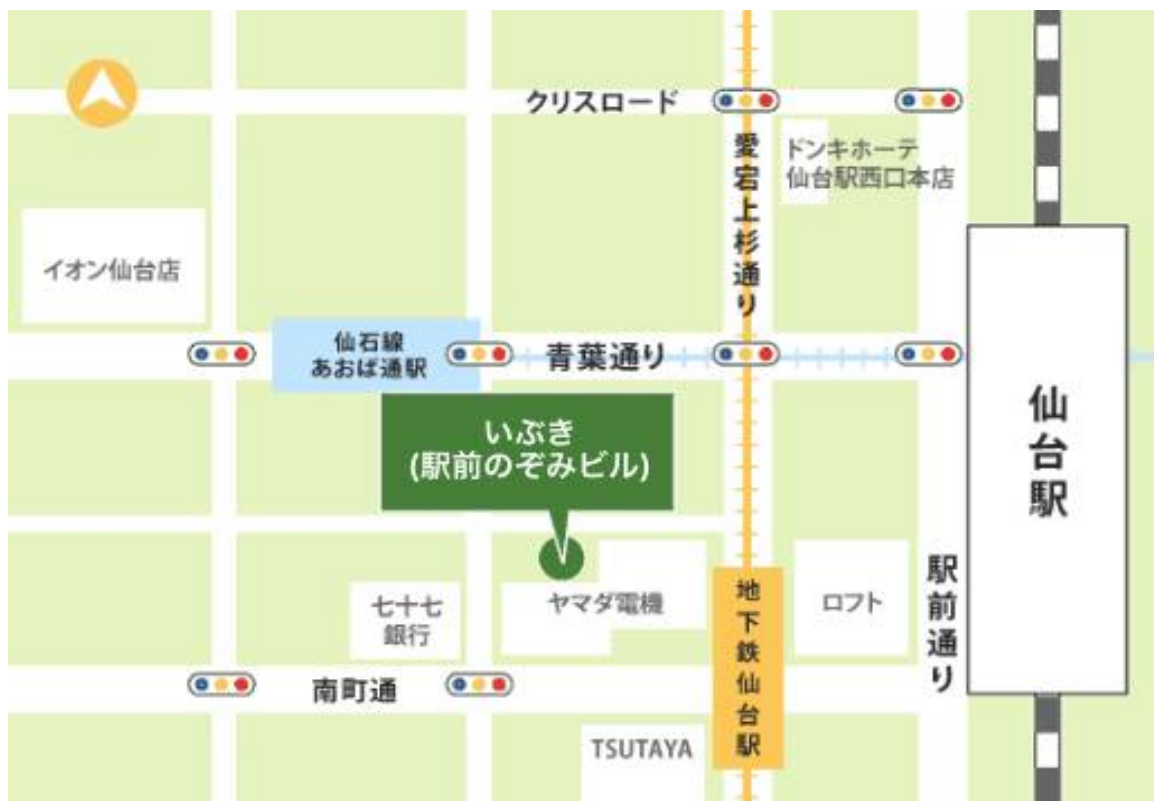 クリスロード
愛宕上杉通り
ドンキホーテ
仙台駅西口本店
イオン仙台店
仙石線
あおば通駅
青葉通り
仙台駅
いぶき
(駅前のぞみビル)
七十七
銀行
ヤマダ電機
地下鉄仙台駅
ロフト
駅前通り
南町通
TSUTAYA